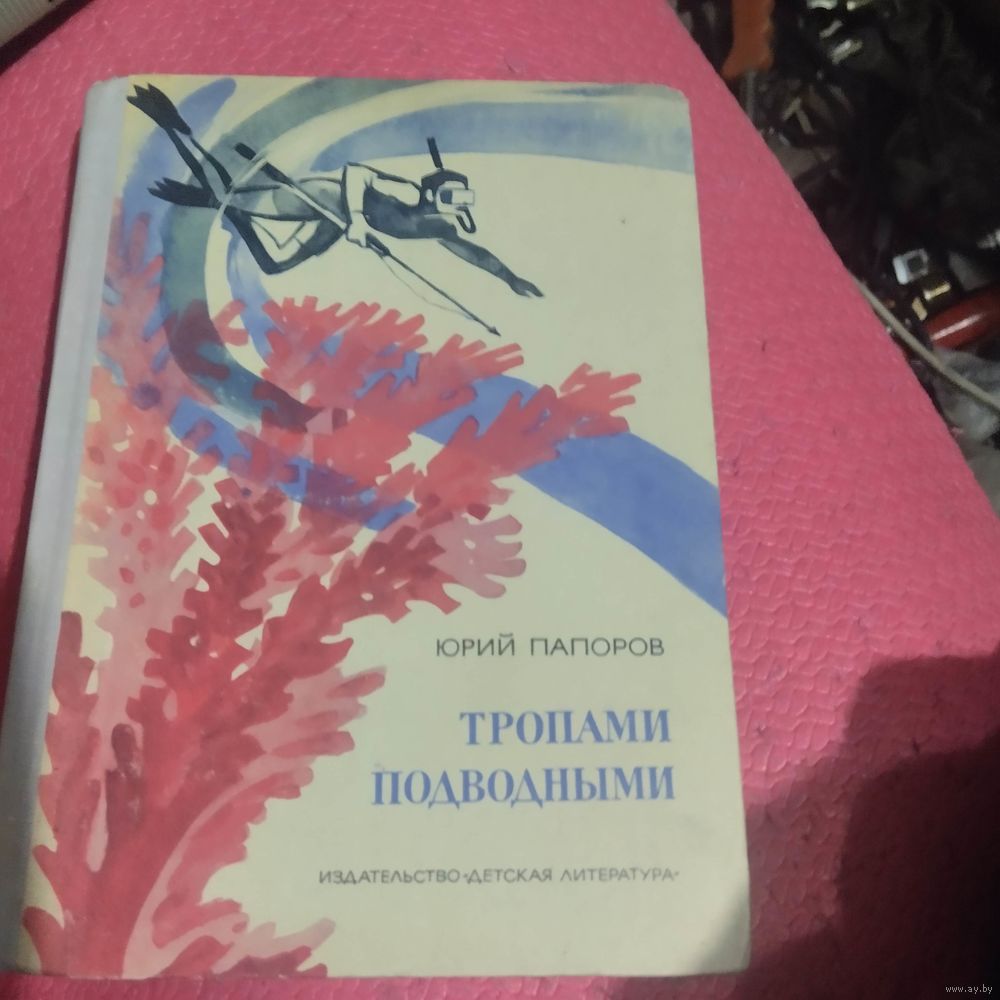 ЮРИЙ ПАПОРОВ
ТРОПАМИ
ПОДВОДНЫМИ
ИЗДАТЕЛЬСТВО «ДЕТСКАЯ ЛИТЕРАТУРА»
www.ay.by